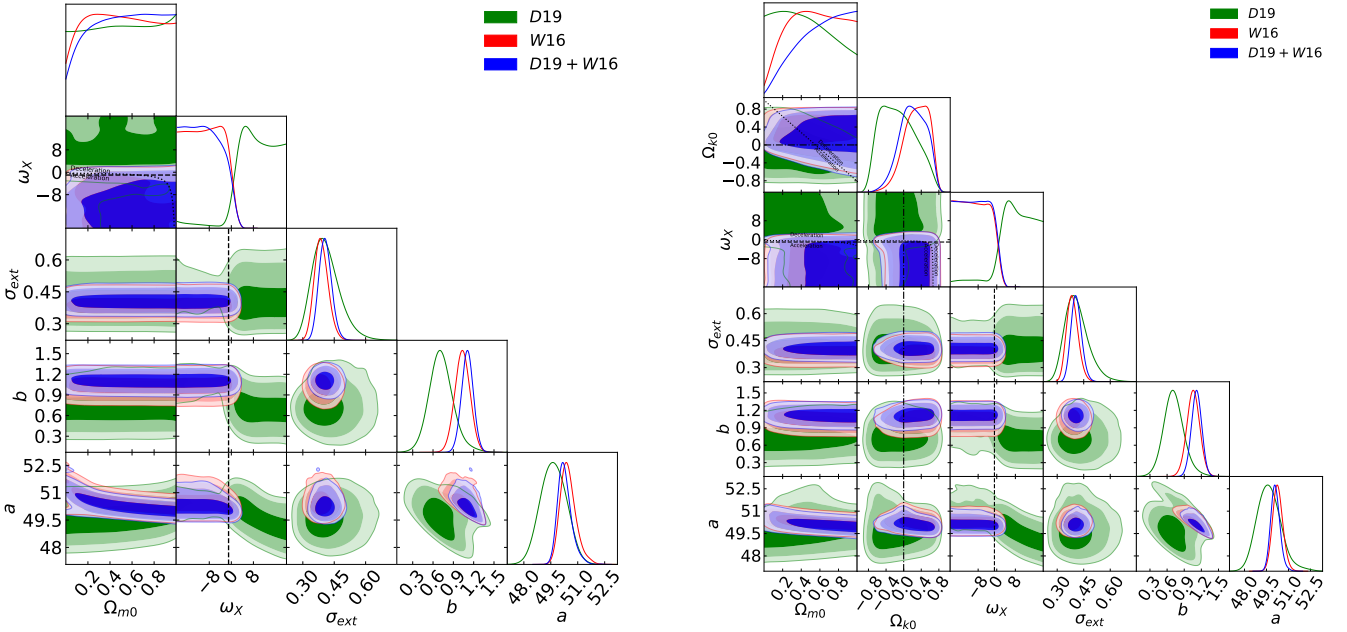 D19
W16
D19 + W16
ω_X
8
0
−8
Deceleration
Acceleration
σ_ext
0.6
0.45
0.3
b
1.5
1.2
0.9
0.6
0.3
a
52.5
51
49.5
48
0.2 0.4 0.6 0.8
Ω_m0
−8 0 8
ω_X
0.30 0.45 0.60
σ_ext
0.3 0.6 0.9 1.2
b
48.0 49.5 51.0 52.5
a
D19
W16
D19 + W16
Ω_k0
0.8
0.4
0.0
−0.4
−0.8
Deceleration
Acceleration
ω_X
8
0
−8
Deceleration
Acceleration
σ_ext
0.6
0.45
0.3
b
1.5
1.2
0.9
0.6
0.3
a
52.5
51
49.5
48
0.2 0.4 0.6 0.8
Ω_m0
0.0 0.4 0.8
Ω_k0
−8 0 8
ω_X
0.30 0.45 0.60
σ_ext
0.3 0.6 0.9 1.2 1.5
b
48.0 49.5 51.0 52.5
a